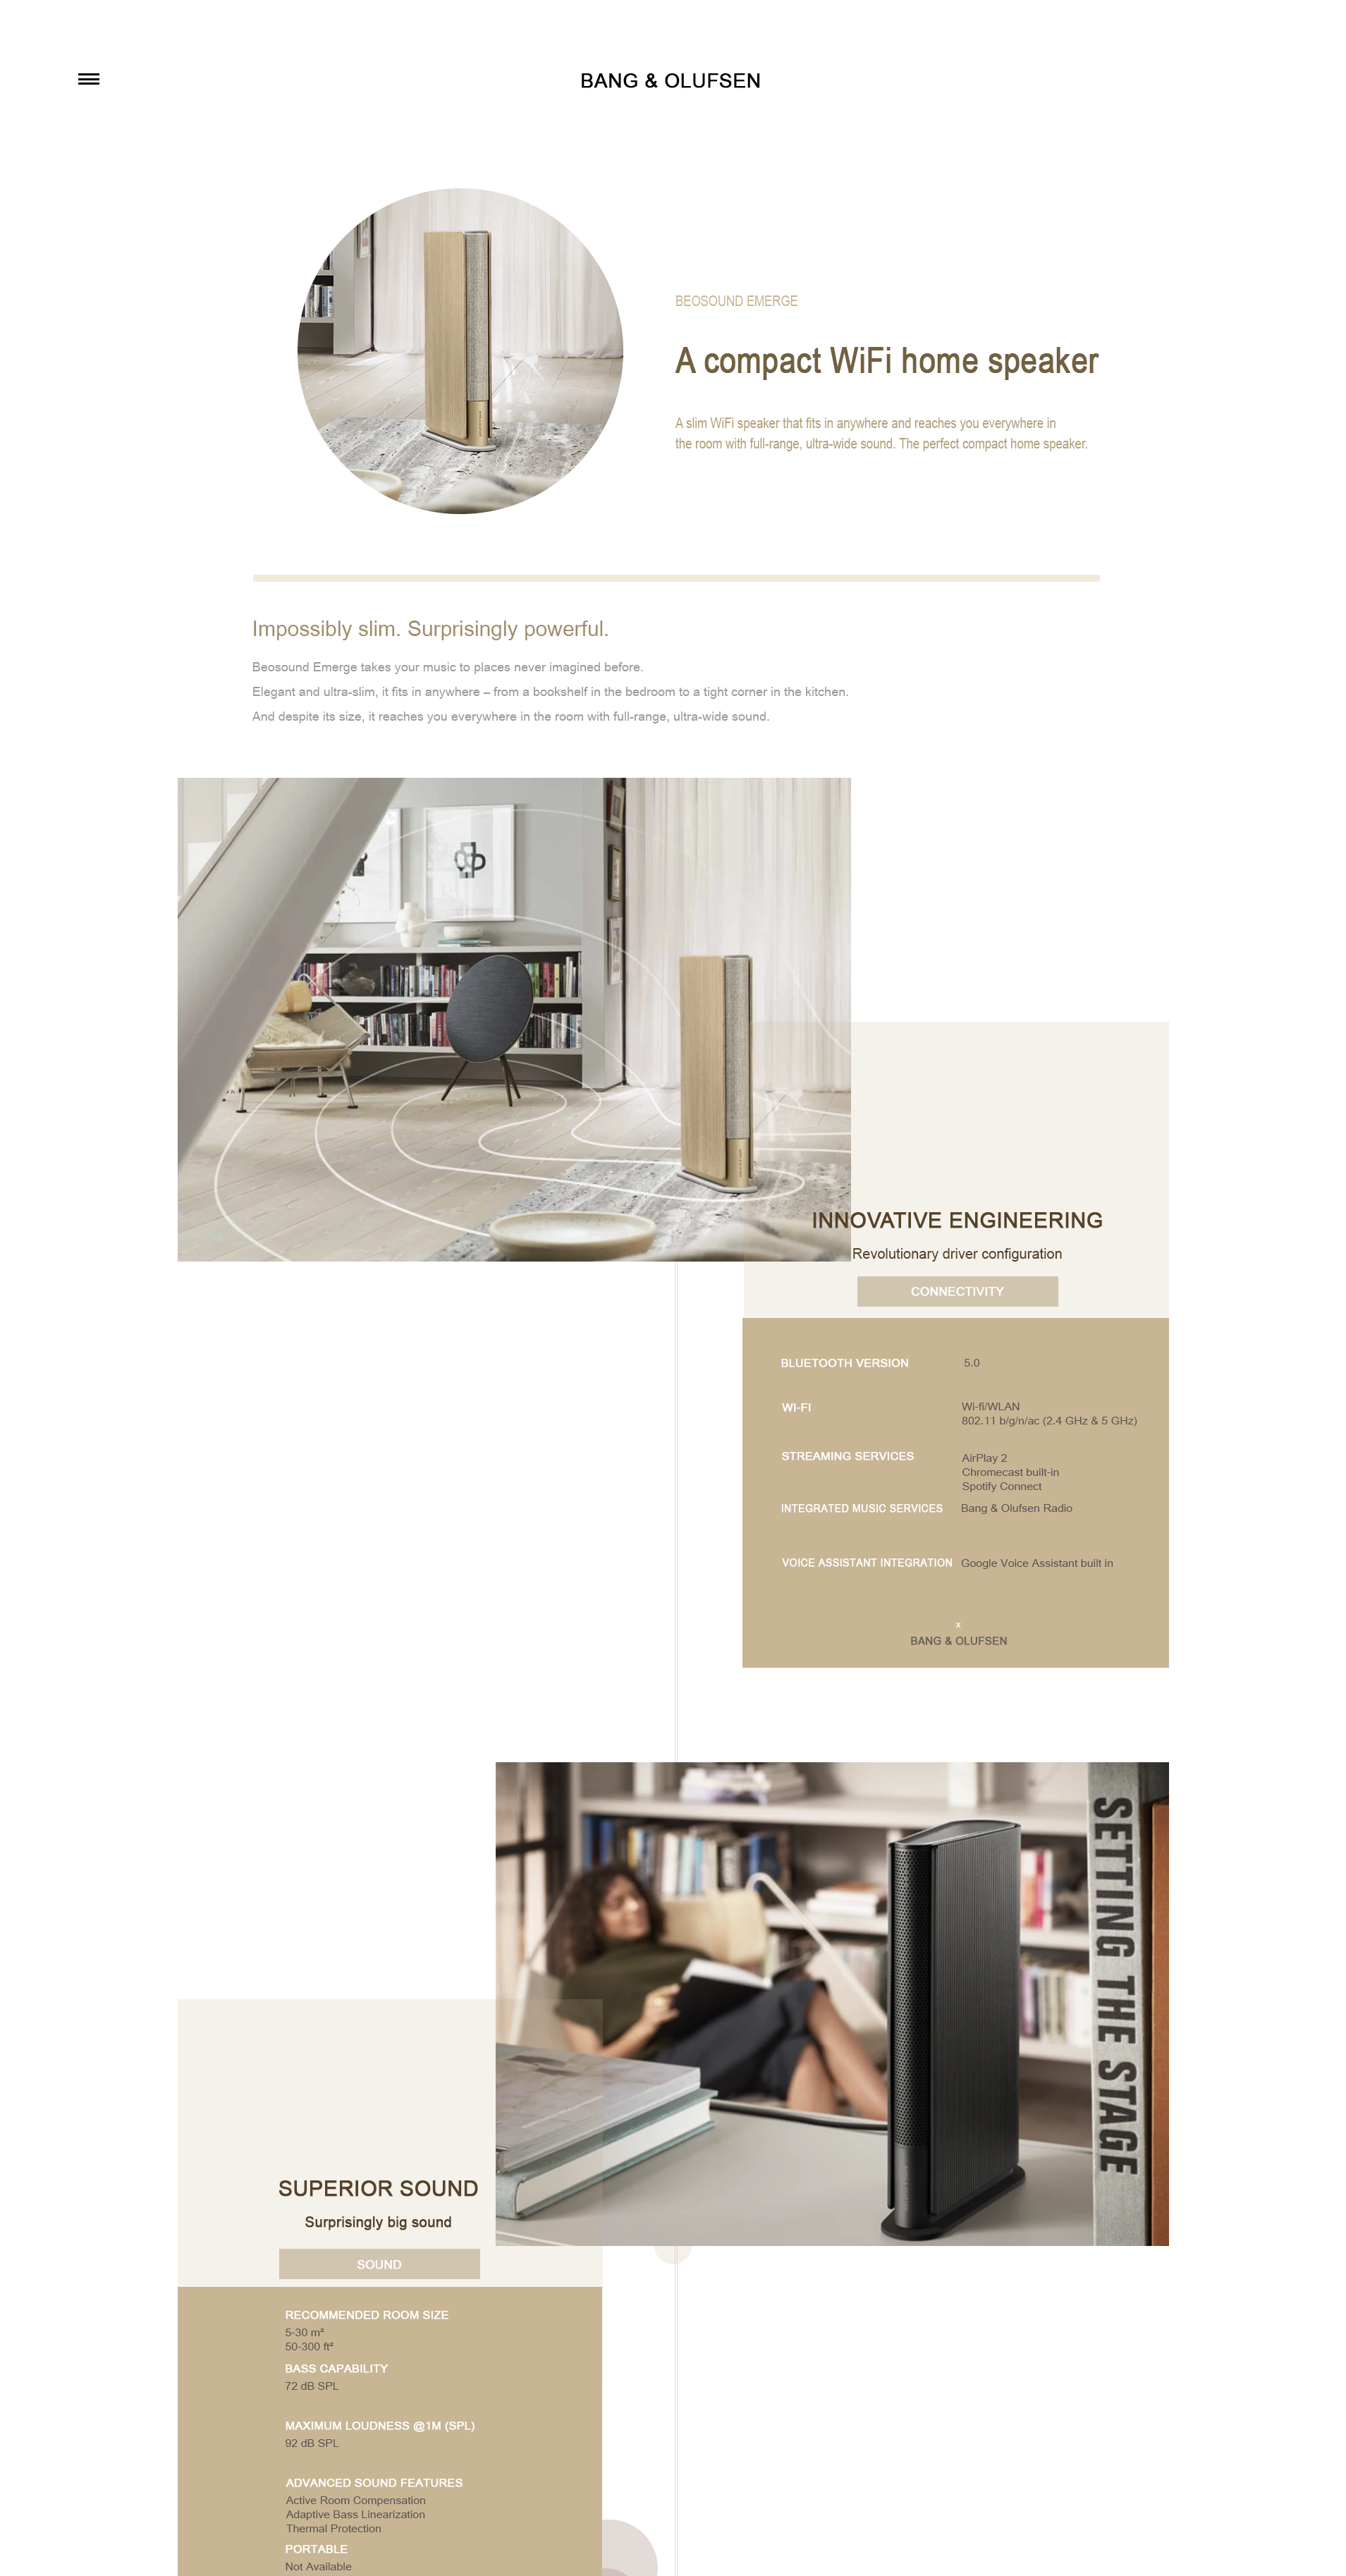 BANG & OLUFSEN
BEOSOUND EMERGE
A compact WiFi home speaker
A slim WiFi speaker that fits in anywhere and reaches you everywhere in
the room with full-range, ultra-wide sound. The perfect compact home speaker.
Impossibly slim. Surprisingly powerful.
Beosound Emerge takes your music to places never imagined before.
Elegant and ultra-slim, it fits in anywhere – from a bookshelf in the bedroom to a tight corner in the kitchen.
And despite its size, it reaches you everywhere in the room with full-range, ultra-wide sound.
INNOVATIVE ENGINEERING
Revolutionary driver configuration
CONNECTIVITY
BLUETOOTH VERSION 5.0
WI-FI Wi-fi/WLAN
802.11 b/g/n/ac (2.4 GHz & 5 GHz)
STREAMING SERVICES AirPlay 2
Chromecast built-in
Spotify Connect
INTEGRATED MUSIC SERVICES Bang & Olufsen Radio
VOICE ASSISTANT INTEGRATION Google Voice Assistant built in
x
BANG & OLUFSEN
SETTING THE STAGE
SUPERIOR SOUND
Surprisingly big sound
SOUND
RECOMMENDED ROOM SIZE
5-30 m²
50-300 ft²
BASS CAPABILITY
72 dB SPL
MAXIMUM LOUDNESS @1M (SPL)
92 dB SPL
ADVANCED SOUND FEATURES
Active Room Compensation
Adaptive Bass Linearization
Thermal Protection
PORTABLE
Not Available